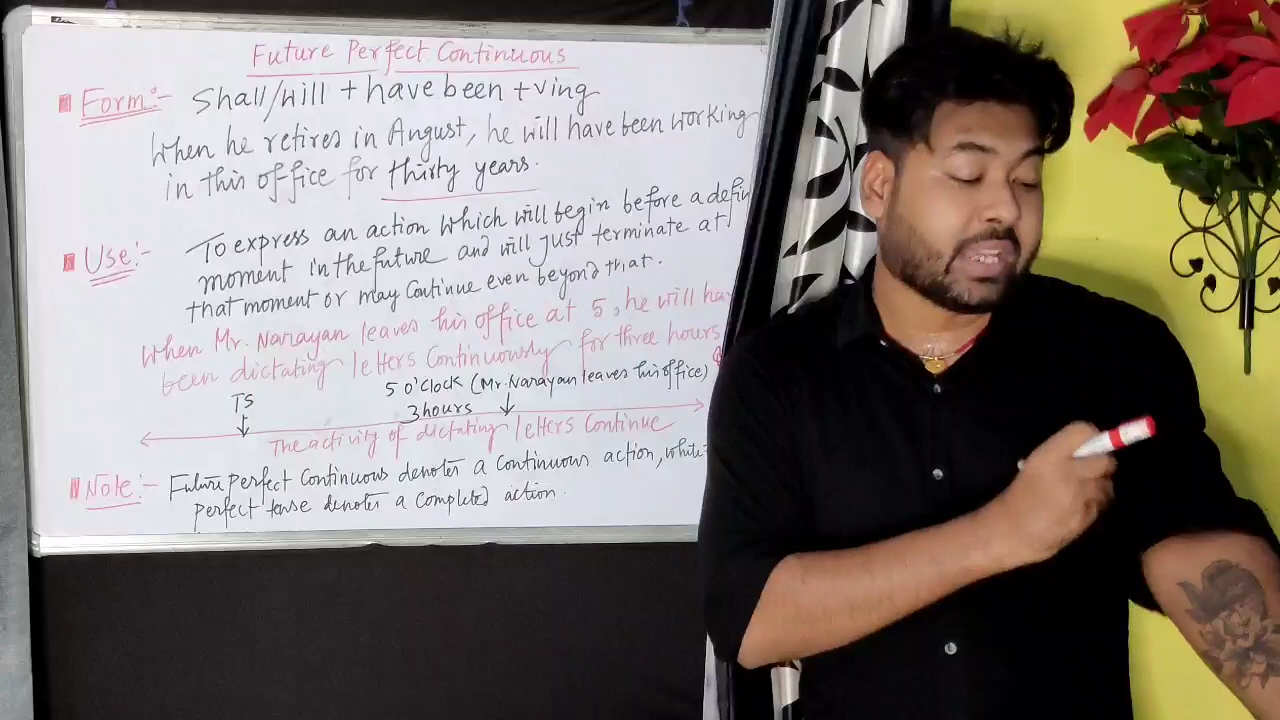 Future Perfect Continuous
Form:- Shall/will + have been + ving
When he retires in August, he will have been working
in this office for thirty years.
Use:- To express an action which will begin before a defin
moment in the future and will just terminate at
that moment or may continue even beyond that.
When Mr. Narayan leaves his office at 5, he will hav
been dictating letters continuously for three hours
5 o'clock (Mr. Narayan leaves his office)
TS
3 hours
The activity of dictating letters continue
Note:- Future perfect continuous denotes a continuous action, while
perfect tense denotes a completed action.